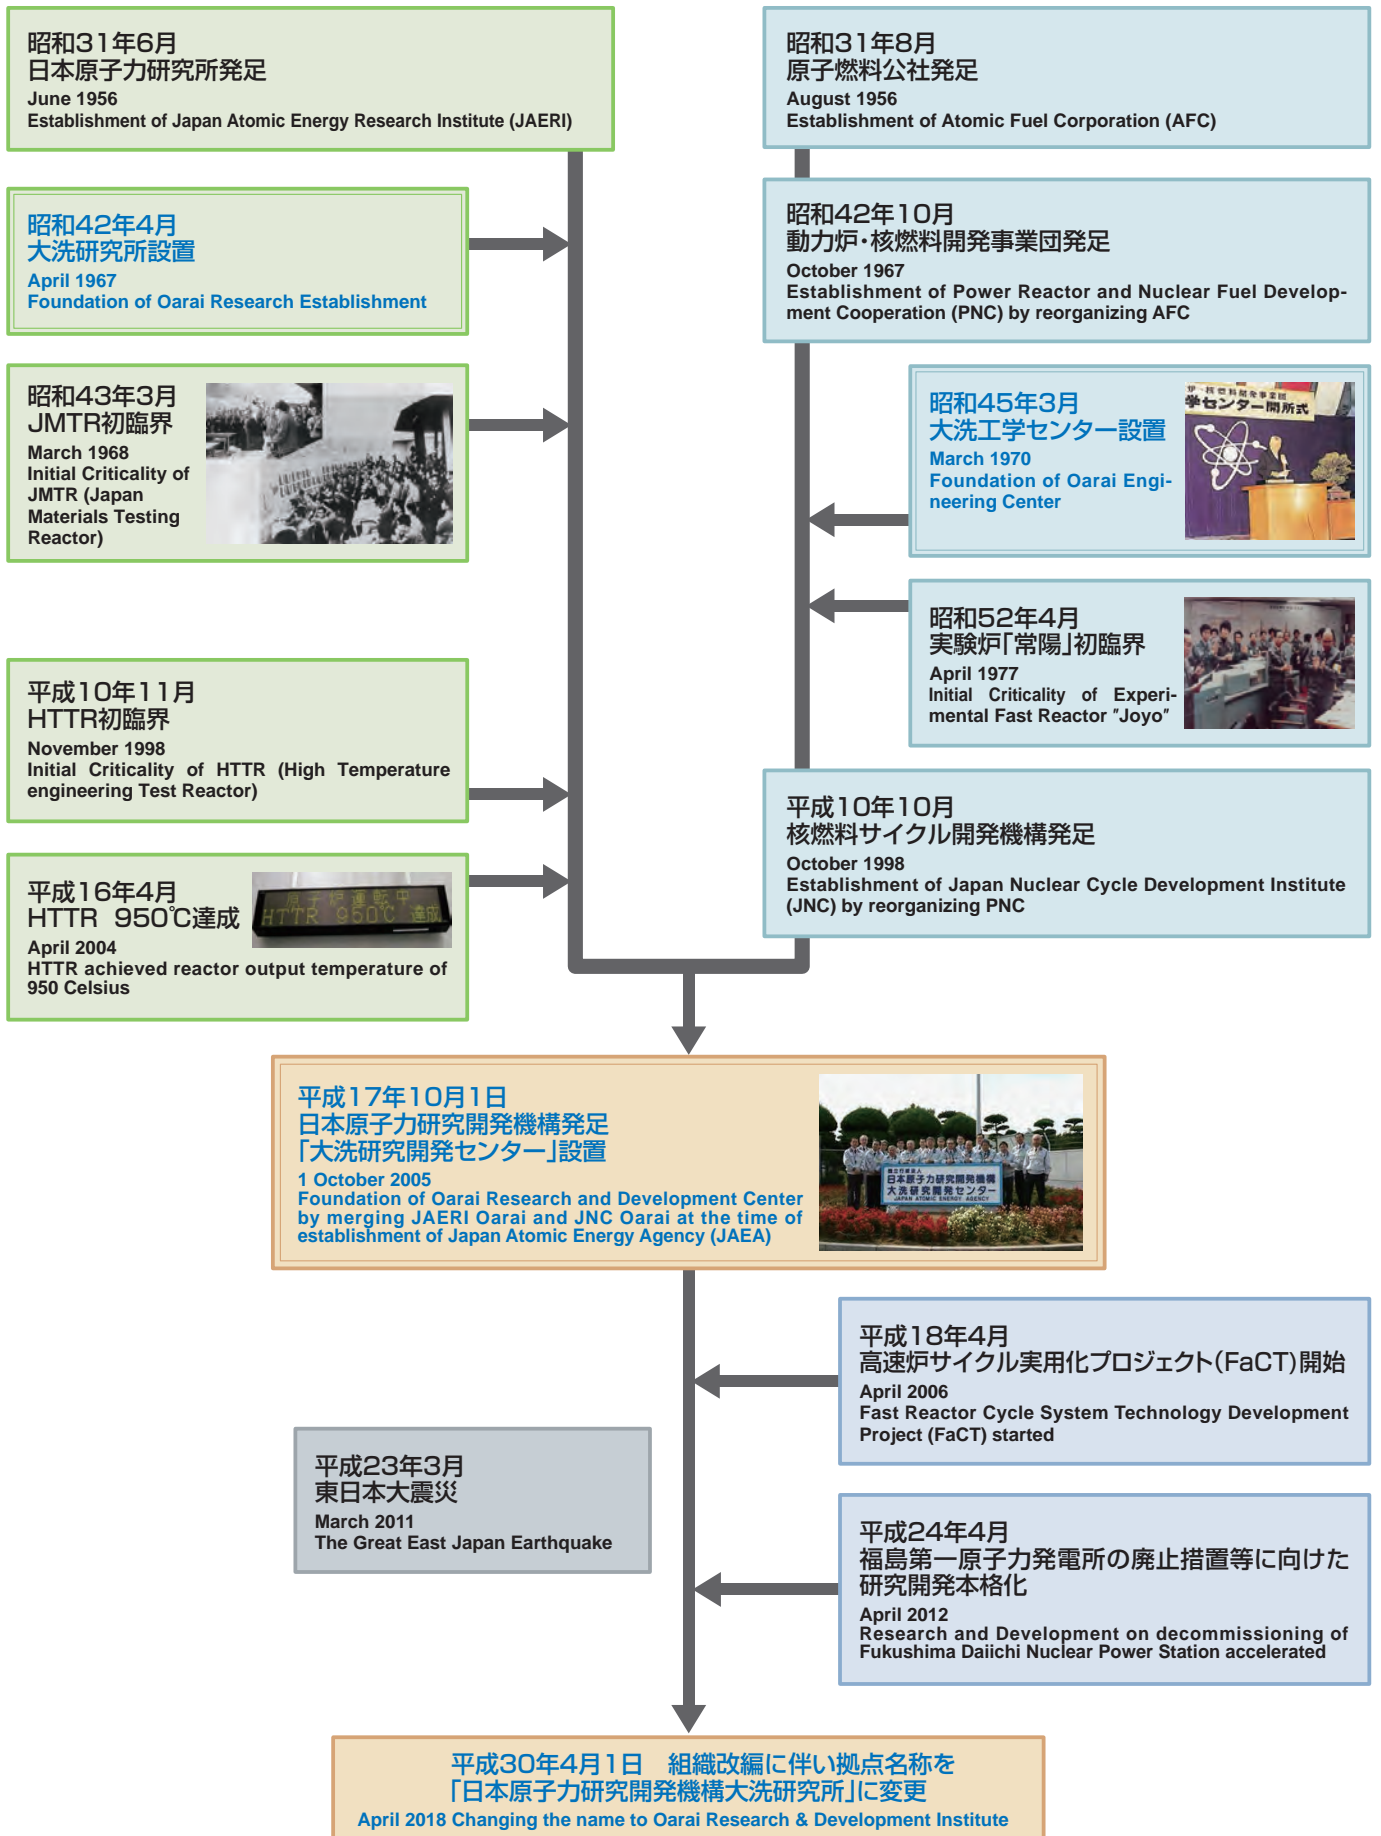 昭和31年6月
日本原子力研究所発足
June 1956
Establishment of Japan Atomic Energy Research Institute (JAERI)
昭和31年8月
原子燃料公社発足
August 1956
Establishment of Atomic Fuel Corporation (AFC)
昭和42年4月
大洗研究所設置
April 1967
Foundation of Oarai Research Establishment
昭和42年10月
動力炉・核燃料開発事業団発足
October 1967
Establishment of Power Reactor and Nuclear Fuel Develop-
ment Cooperation (PNC) by reorganizing AFC
昭和43年3月
JMTR初臨界
March 1968
Initial Criticality of
JMTR (Japan
Materials Testing
Reactor)
昭和45年3月
大洗工学センター設置
March 1970
Foundation of Oarai Engi-
neering Center
炉・核燃料開発事業団
学センター開所式
昭和52年4月
実験炉「常陽」初臨界
April 1977
Initial Criticality of Experi-
mental Fast Reactor "Joyo"
平成10年11月
HTTR初臨界
November 1998
Initial Criticality of HTTR (High Temperature
engineering Test Reactor)
平成10年10月
核燃料サイクル開発機構発足
October 1998
Establishment of Japan Nuclear Cycle Development Institute
(JNC) by reorganizing PNC
平成16年4月
HTTR 950℃達成
April 2004
HTTR achieved reactor output temperature of
950 Celsius
原子炉運転中
HTTR 950℃ 達成
平成17年10月1日
日本原子力研究開発機構発足
「大洗研究開発センター」設置
1 October 2005
Foundation of Oarai Research and Development Center
by merging JAERI Oarai and JNC Oarai at the time of
establishment of Japan Atomic Energy Agency (JAEA)
独立行政法人
日本原子力研究開発機構
大洗研究開発センター
JAPAN ATOMIC ENERGY AGENCY
平成18年4月
高速炉サイクル実用化プロジェクト(FaCT)開始
April 2006
Fast Reactor Cycle System Technology Development
Project (FaCT) started
平成23年3月
東日本大震災
March 2011
The Great East Japan Earthquake
平成24年4月
福島第一原子力発電所の廃止措置等に向けた
研究開発本格化
April 2012
Research and Development on decommissioning of
Fukushima Daiichi Nuclear Power Station accelerated
平成30年4月1日 組織改編に伴い拠点名称を
「日本原子力研究開発機構大洗研究所」に変更
April 2018 Changing the name to Oarai Research & Development Institute